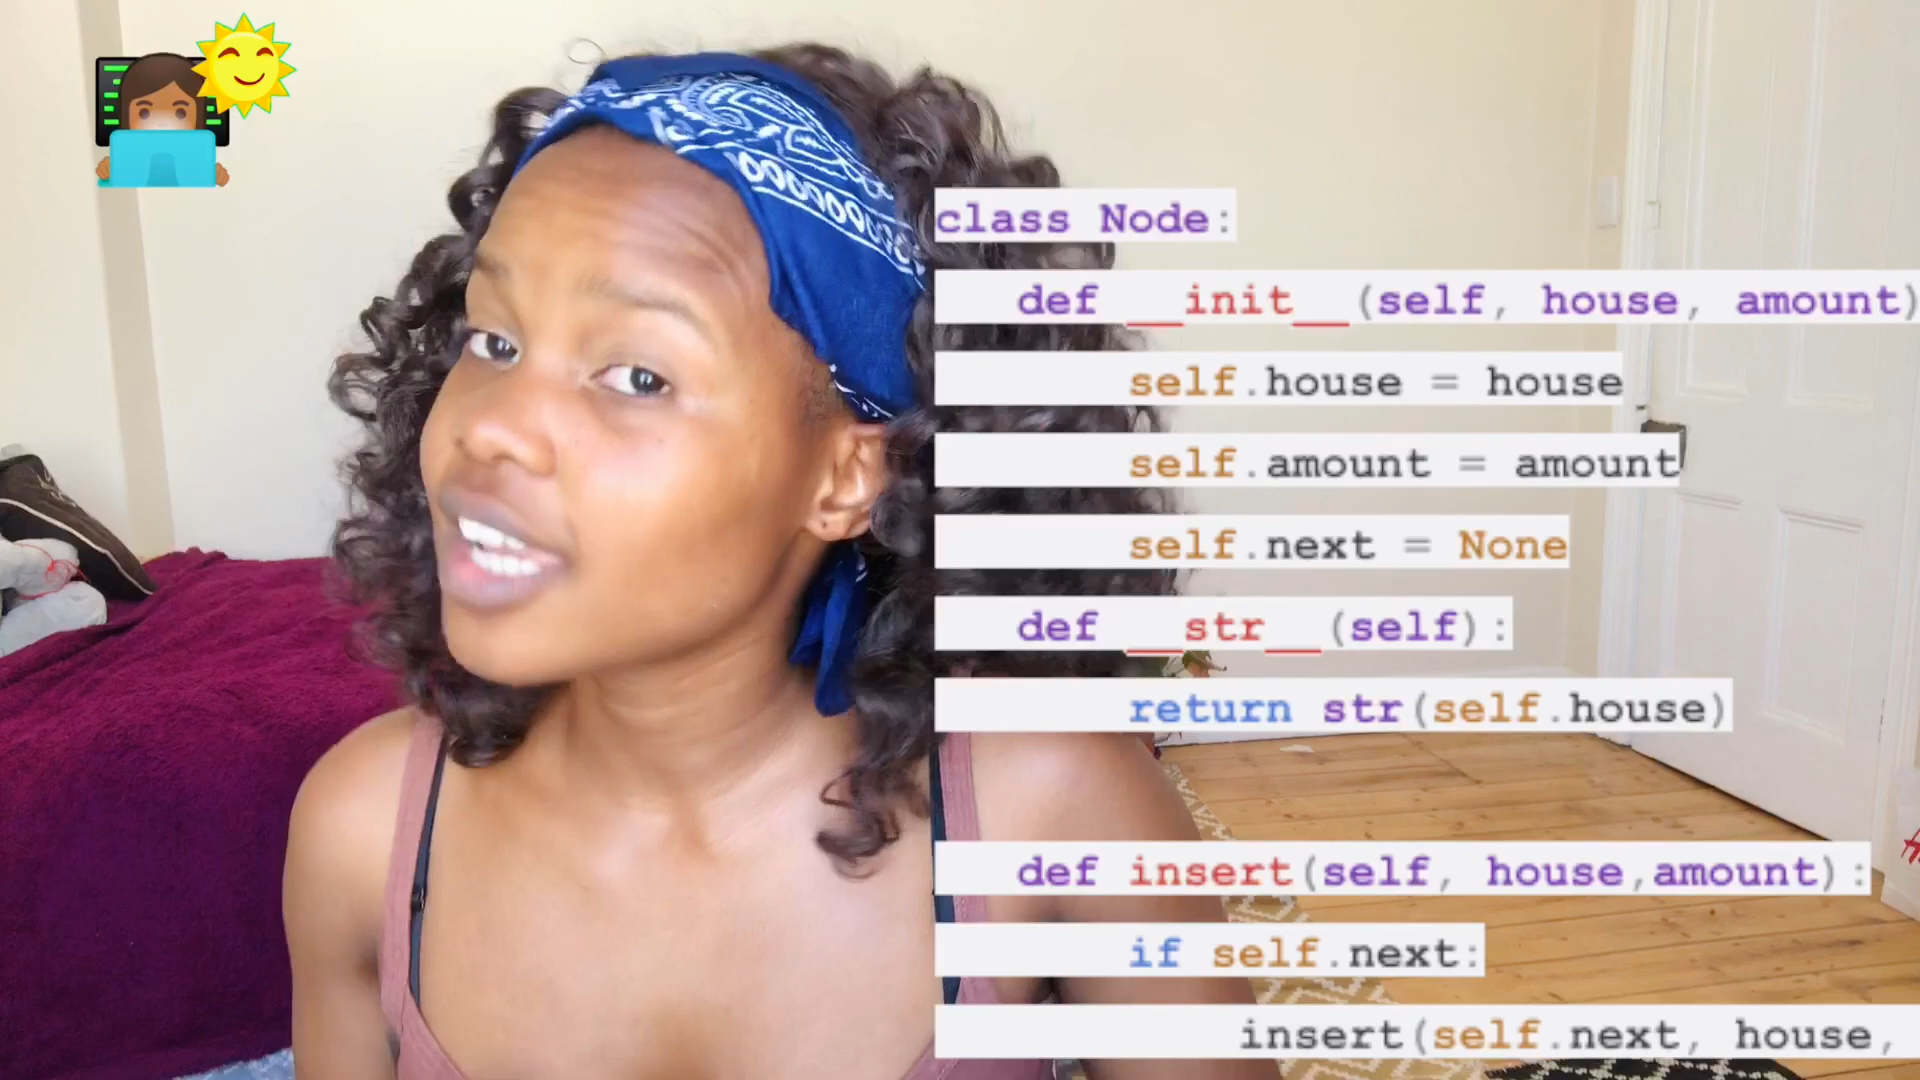 class Node:
def __init__(self, house, amount)
self.house = house
self.amount = amount
self.next = None
def __str__(self):
return str(self.house)
def insert(self, house,amount):
if self.next:
insert(self.next, house,